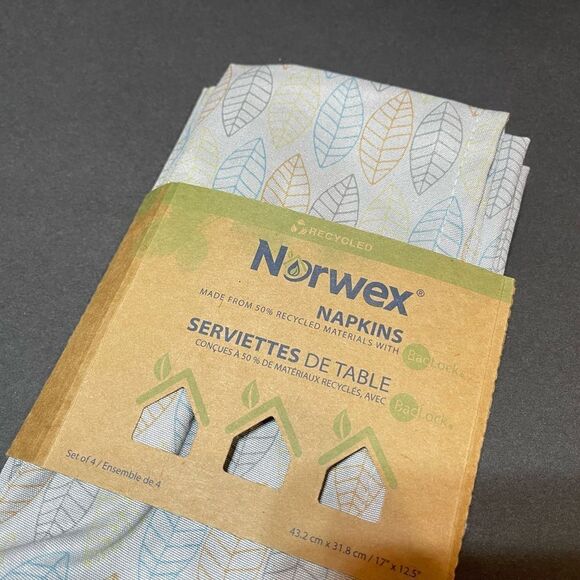 RECYCLED
Norwex®
NAPKINS
MADE FROM 50% RECYCLED MATERIALS WITH BacLock
SERVIETTES DE TABLE
CONÇUES À 50 % DE MATÉRIAUX RECYCLÉS, AVEC BacLock
Set of 4 / Ensemble de 4
43.2 cm x 31.8 cm / 17" x 12.5"